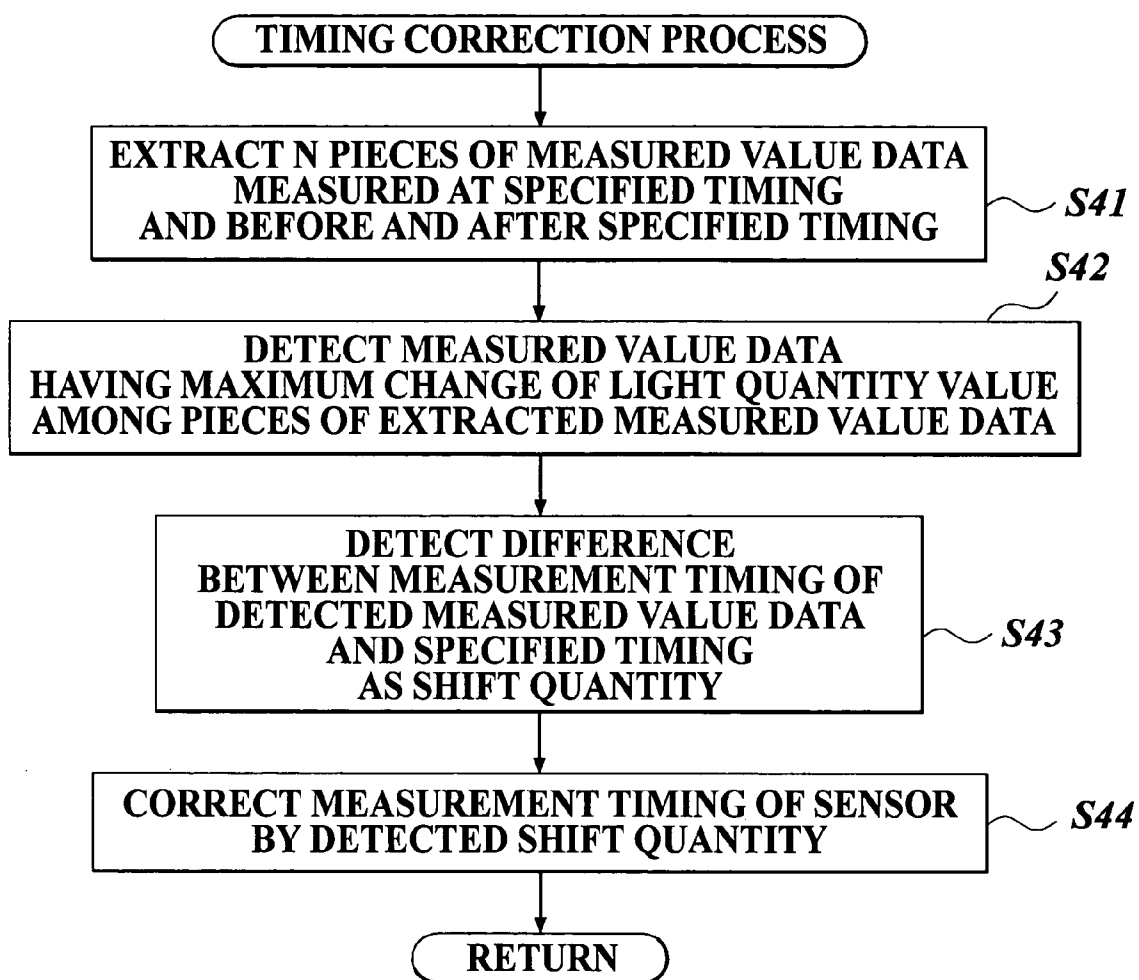 TIMING CORRECTION PROCESS
EXTRACT N PIECES OF MEASURED VALUE DATA
MEASURED AT SPECIFIED TIMING
AND BEFORE AND AFTER SPECIFIED TIMING
S41
S42
DETECT MEASURED VALUE DATA
HAVING MAXIMUM CHANGE OF LIGHT QUANTITY VALUE
AMONG PIECES OF EXTRACTED MEASURED VALUE DATA
DETECT DIFFERENCE
BETWEEN MEASUREMENT TIMING OF
DETECTED MEASURED VALUE DATA
AND SPECIFIED TIMING
AS SHIFT QUANTITY
S43
CORRECT MEASUREMENT TIMING OF SENSOR
BY DETECTED SHIFT QUANTITY
S44
RETURN